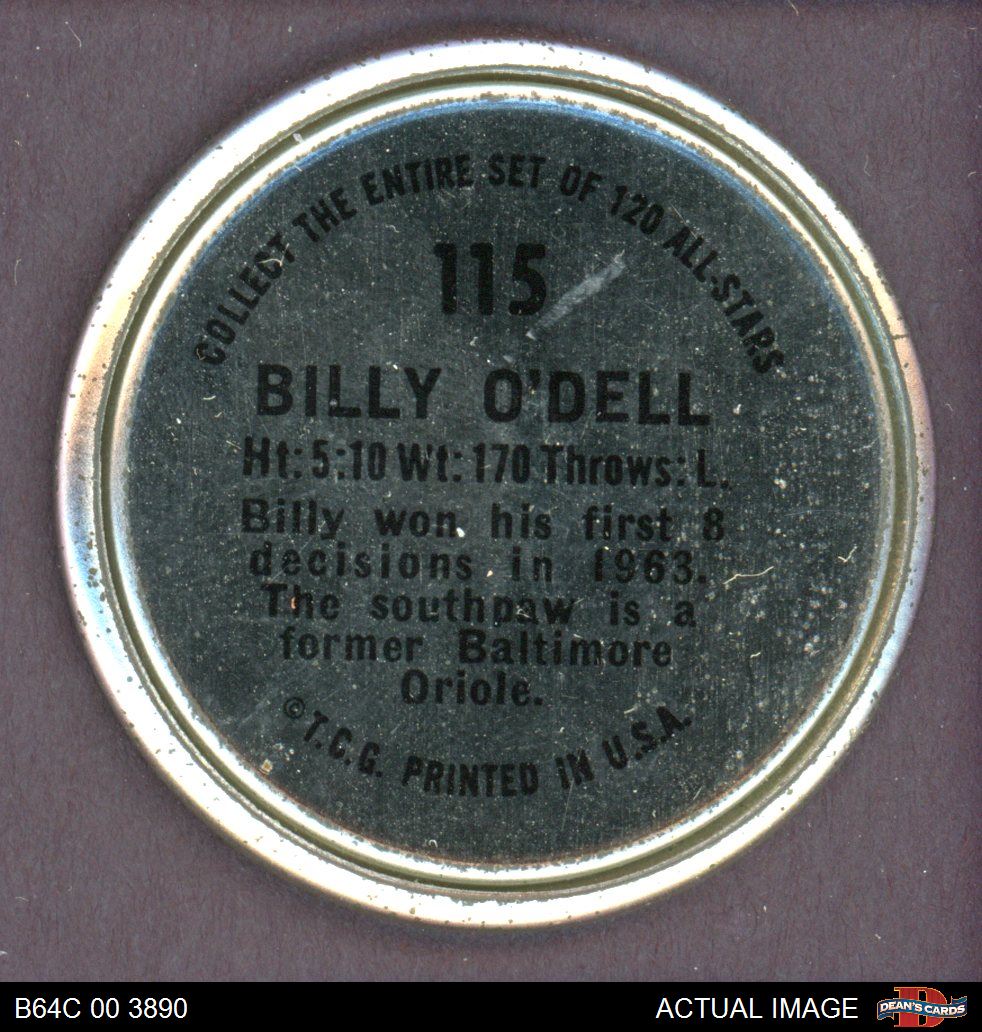 COLLECT THE ENTIRE SET OF 120 ALL-STARS
115
BILLY O'DELL
Ht: 5:10 Wt: 170 Throws: L.
Billy won his first 8
decisions in 1963.
The southpaw is a
former Baltimore
Oriole.
© T.C.G. PRINTED IN U.S.A.
B64C 00 3890
ACTUAL IMAGE
DEAN'S CARDS